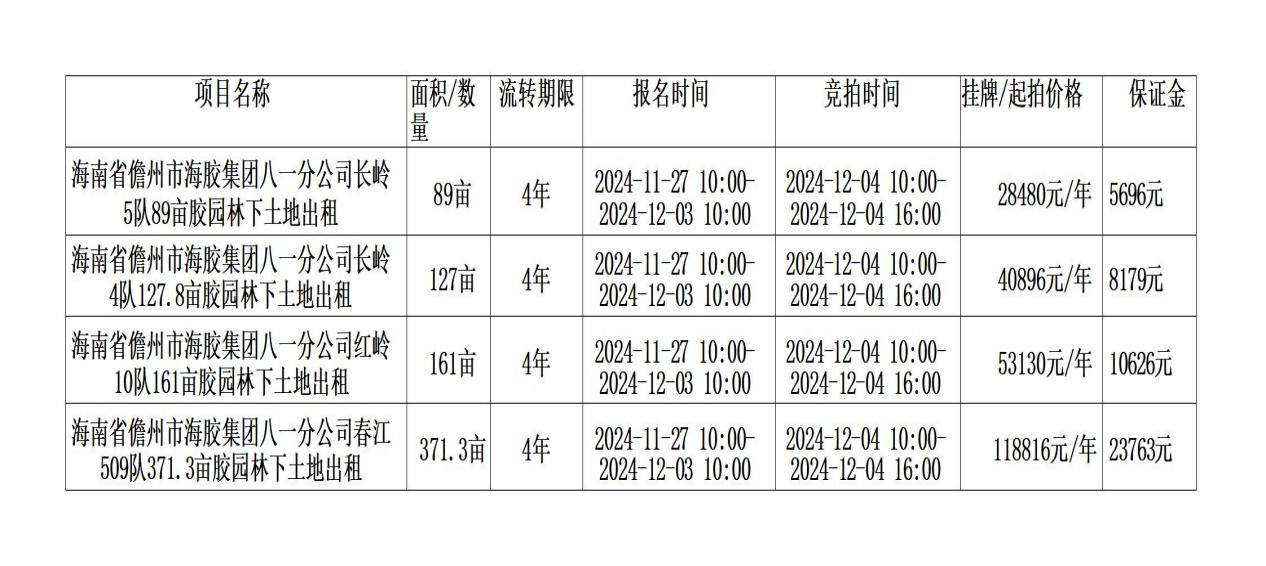 项目名称 面积/数量 流转期限 报名时间 竞拍时间 挂牌/起拍价格 保证金
海南省儋州市海胶集团八一分公司长岭
5队89亩胶园林下土地出租
89亩
4年
2024-11-27 10:00-
2024-12-03 10:00
2024-12-04 10:00-
2024-12-04 16:00
28480元/年
5696元
海南省儋州市海胶集团八一分公司长岭
4队127.8亩胶园林下土地出租
127亩
4年
2024-11-27 10:00-
2024-12-03 10:00
2024-12-04 10:00-
2024-12-04 16:00
40896元/年
8179元
海南省儋州市海胶集团八一分公司红岭
10队161亩胶园林下土地出租
161亩
4年
2024-11-27 10:00-
2024-12-03 10:00
2024-12-04 10:00-
2024-12-04 16:00
53130元/年
10626元
海南省儋州市海胶集团八一分公司春江
509队371.3亩胶园林下土地出租
371.3亩
4年
2024-11-27 10:00-
2024-12-03 10:00
2024-12-04 10:00-
2024-12-04 16:00
118816元/年
23763元